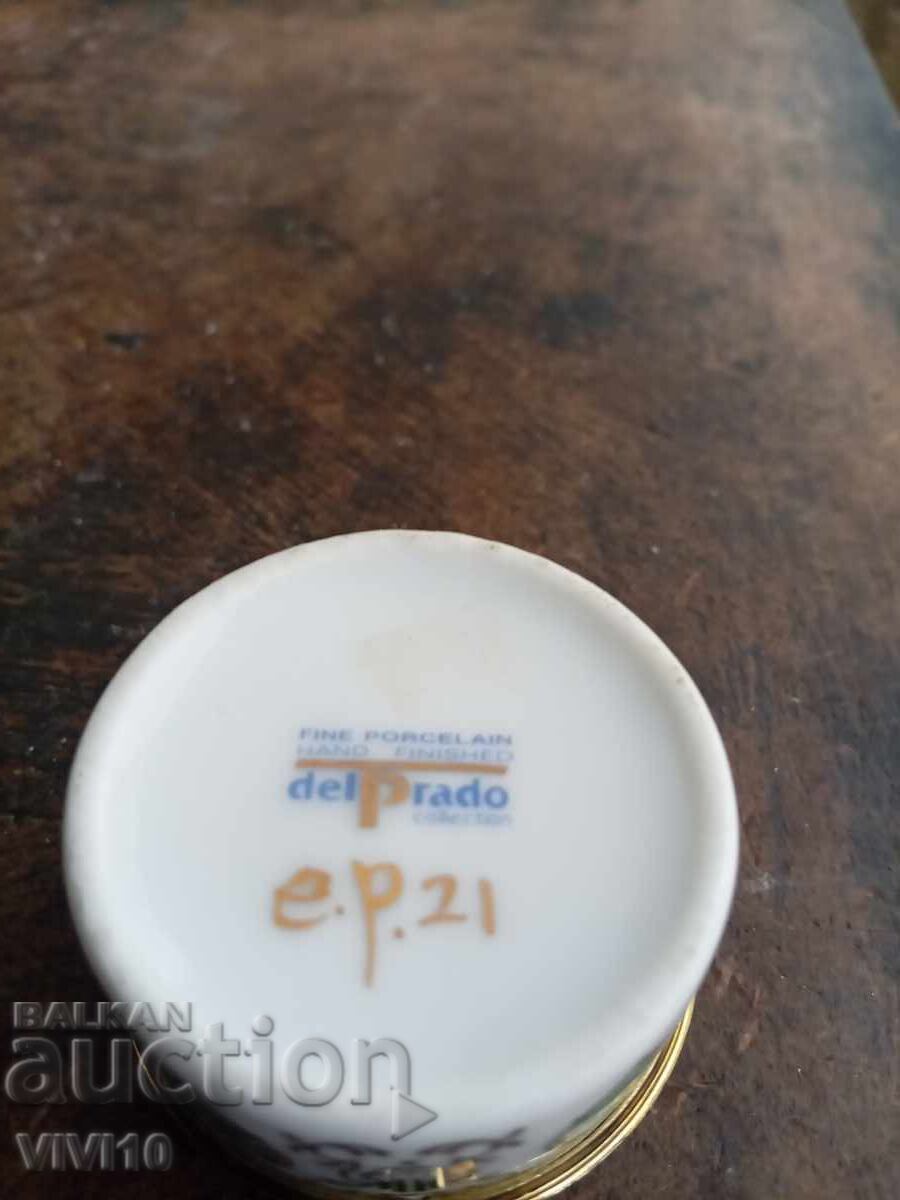 FINE PORCELAIN
HAND FINISHED
delPrado
collection
e.p.21
BALKAN
auction
VIVI10